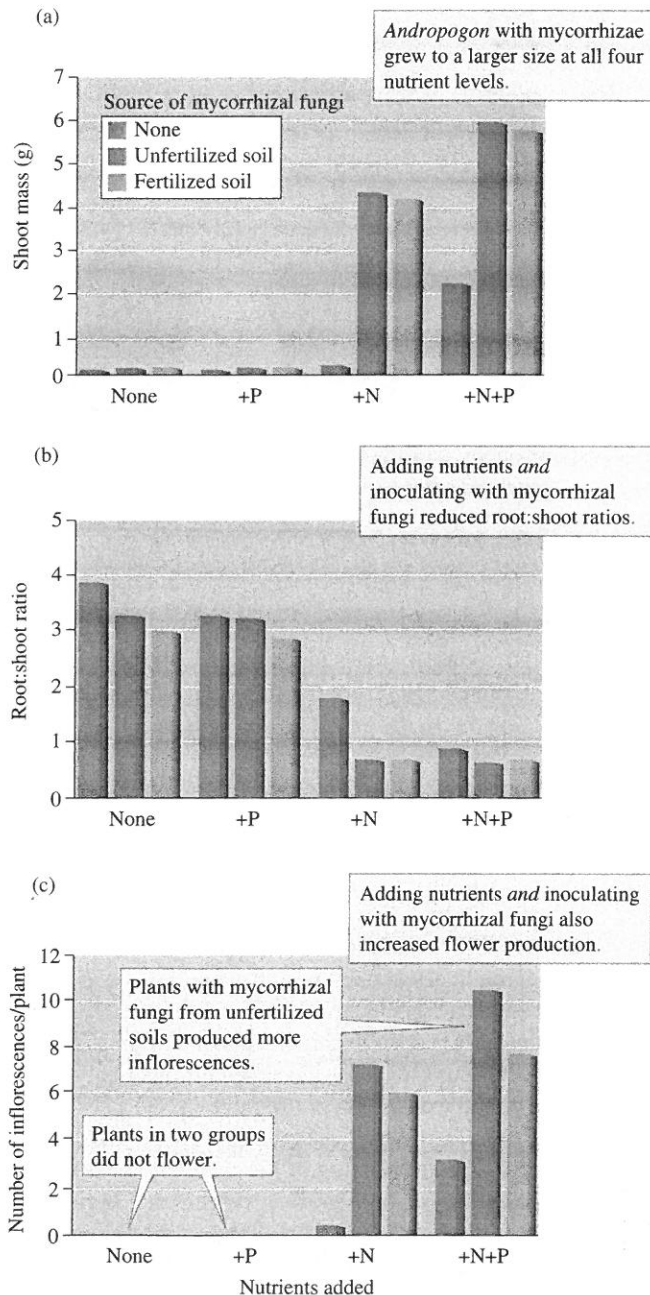 (a)
Andropogon with mycorrhizae
grew to a larger size at all four
nutrient levels.
Source of mycorrhizal fungi
None
Unfertilized soil
Fertilized soil
Shoot mass (g)
7
6
5
4
3
2
1
0
None +P +N +N+P
(b)
Adding nutrients and
inoculating with mycorrhizal
fungi reduced root:shoot ratios.
Root:shoot ratio
5
4
3
2
1
0
None +P +N +N+P
(c)
Adding nutrients and inoculating
with mycorrhizal fungi also
increased flower production.
Plants with mycorrhizal
fungi from unfertilized
soils produced more
inflorescences.
Plants in two groups
did not flower.
Number of inflorescences/plant
12
10
8
6
4
2
0
None +P +N +N+P
Nutrients added